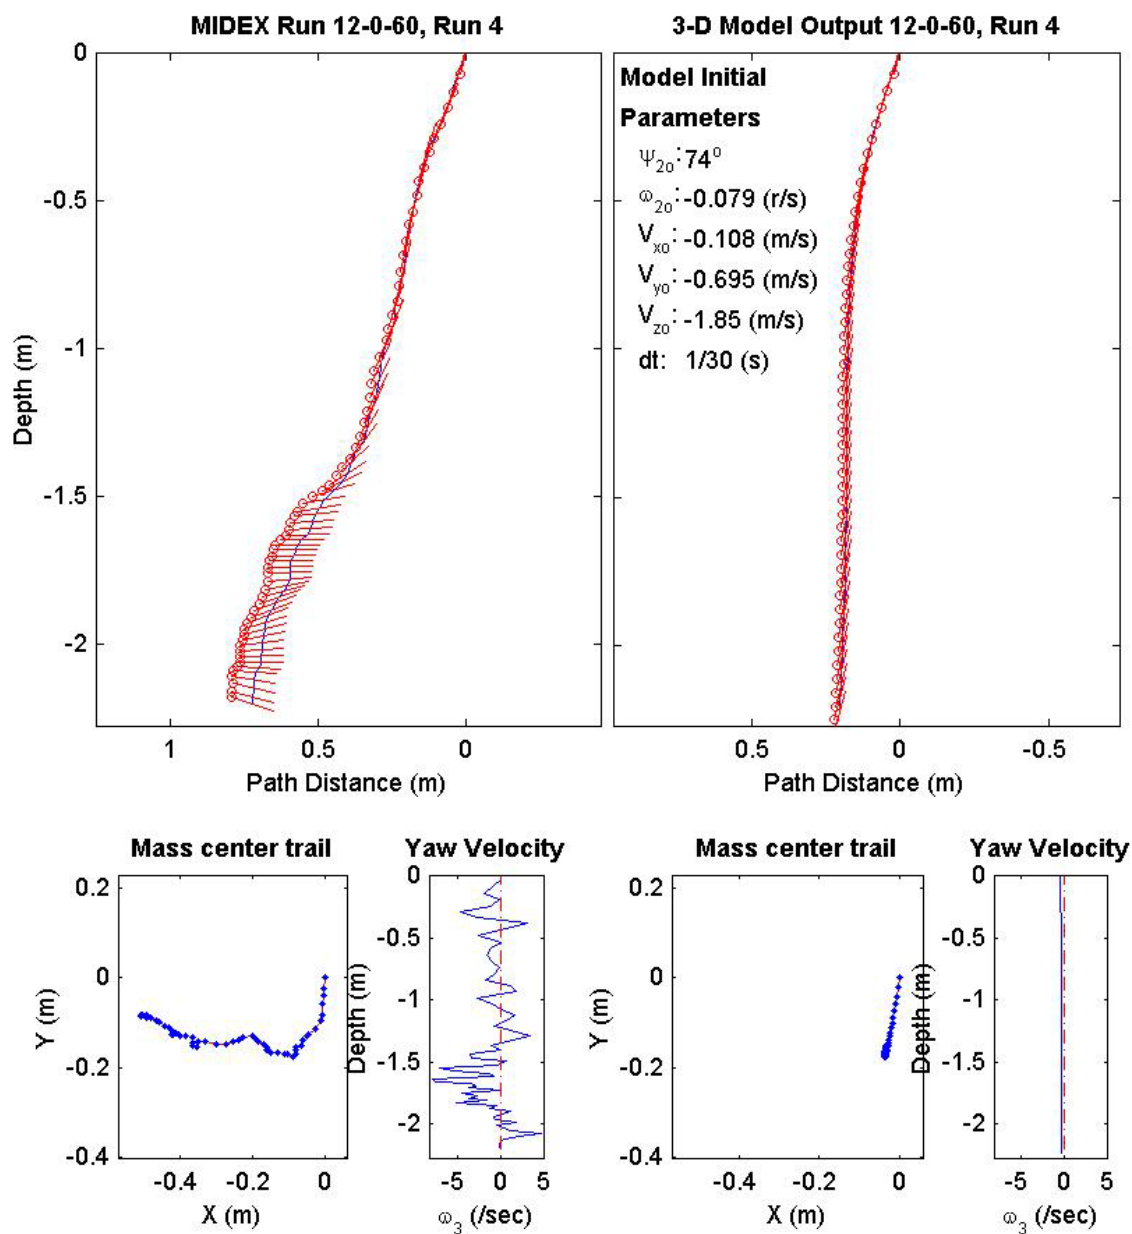 MIDEX Run 12-0-60, Run 4
3-D Model Output 12-0-60, Run 4
0
-0.5
-1
-1.5
-2
Depth (m)
1 0.5 0
Path Distance (m)
Model Initial
Parameters
Ψ2o: 74o
ω2o: -0.079 (r/s)
Vxo: -0.108 (m/s)
Vyo: -0.695 (m/s)
Vzo: -1.85 (m/s)
dt: 1/30 (s)
0.5 0 -0.5
Path Distance (m)
Mass center trail
0.2
0
-0.2
-0.4
Y (m)
-0.4 -0.2 0
X (m)
Yaw Velocity
0
-0.5
-1
-1.5
-2
Depth (m)
-5 0 5
ω3 (/sec)
Mass center trail
0.2
0
-0.2
-0.4
Y (m)
-0.4 -0.2 0
X (m)
Yaw Velocity
0
-0.5
-1
-1.5
-2
Depth (m)
-5 0 5
ω3 (/sec)